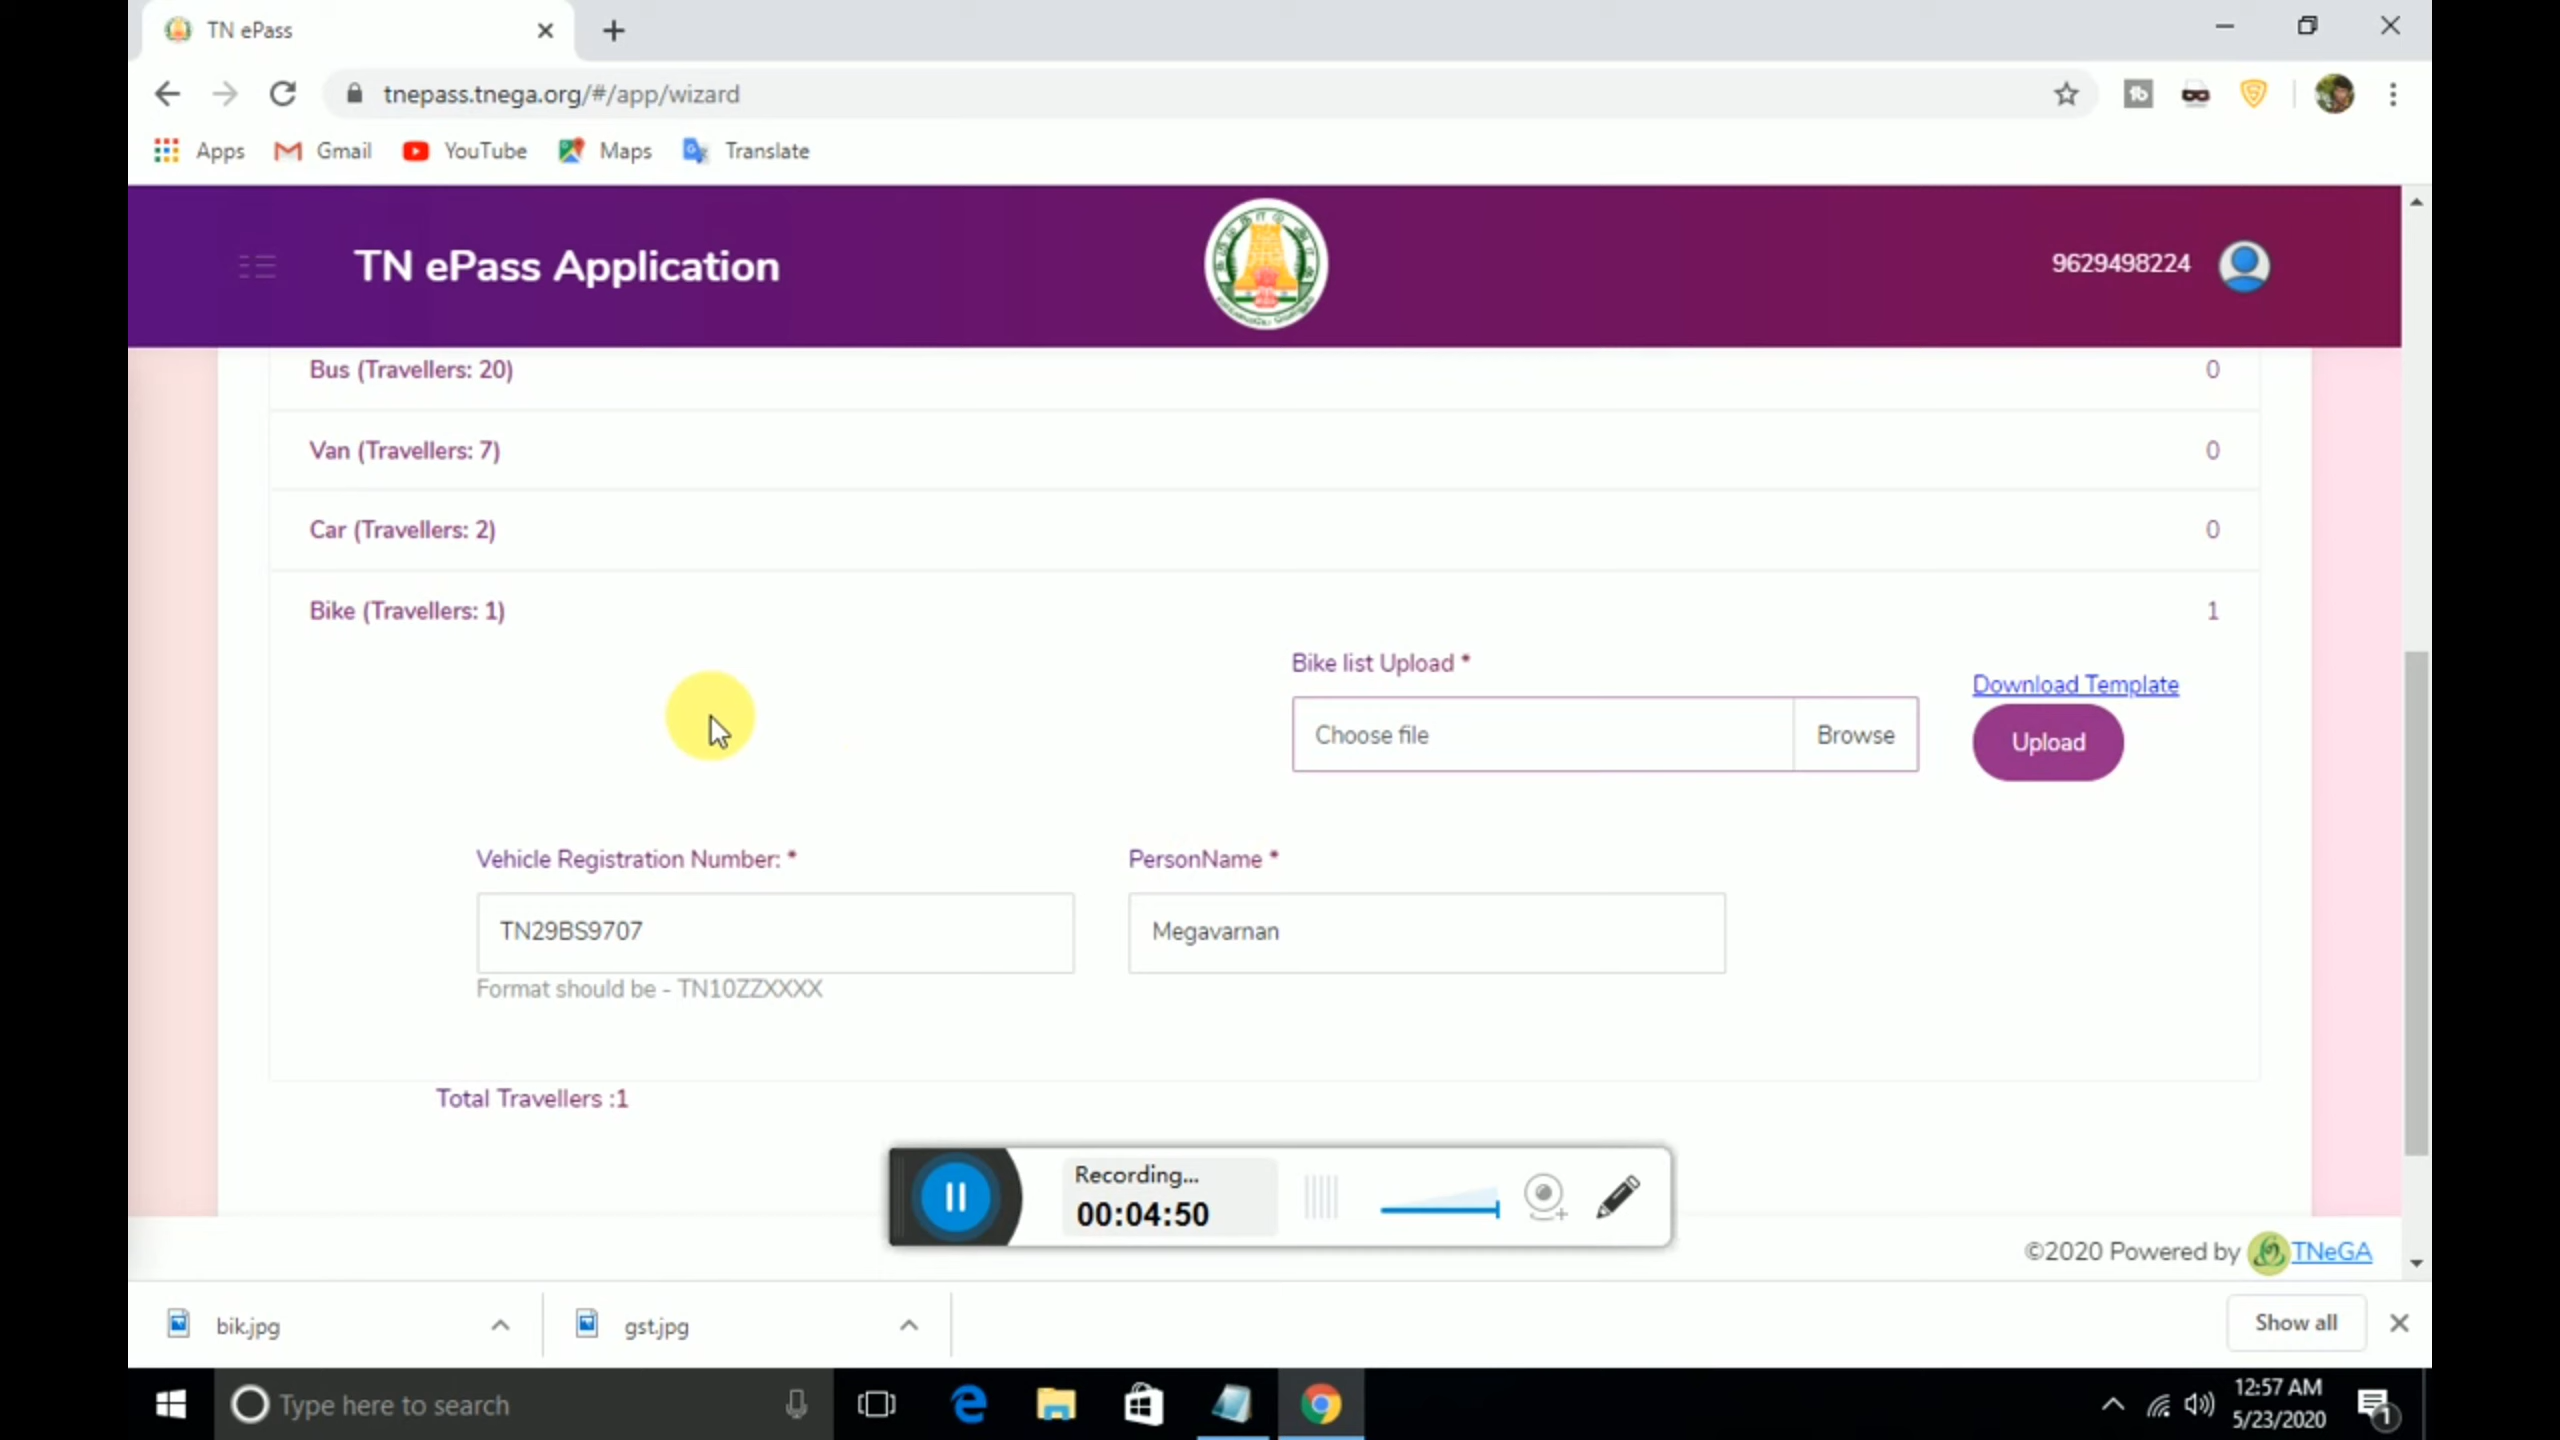 TN ePass
tnepass.tnega.org/#/app/wizard
Apps
Gmail
YouTube
Maps
Translate
TN ePass Application
9629498224
Bus (Travellers: 20)
0
Van (Travellers: 7)
0
Car (Travellers: 2)
0
Bike (Travellers: 1)
1
Bike list Upload *
Download Template
Choose file
Browse
Upload
Vehicle Registration Number: *
PersonName *
TN29BS9707
Megavarnan
Format should be - TN10ZZXXXX
Total Travellers :1
Recording...
00:04:50
©2020 Powered by TNeGA
bik.jpg
gst.jpg
Show all
Type here to search
12:57 AM
5/23/2020
1